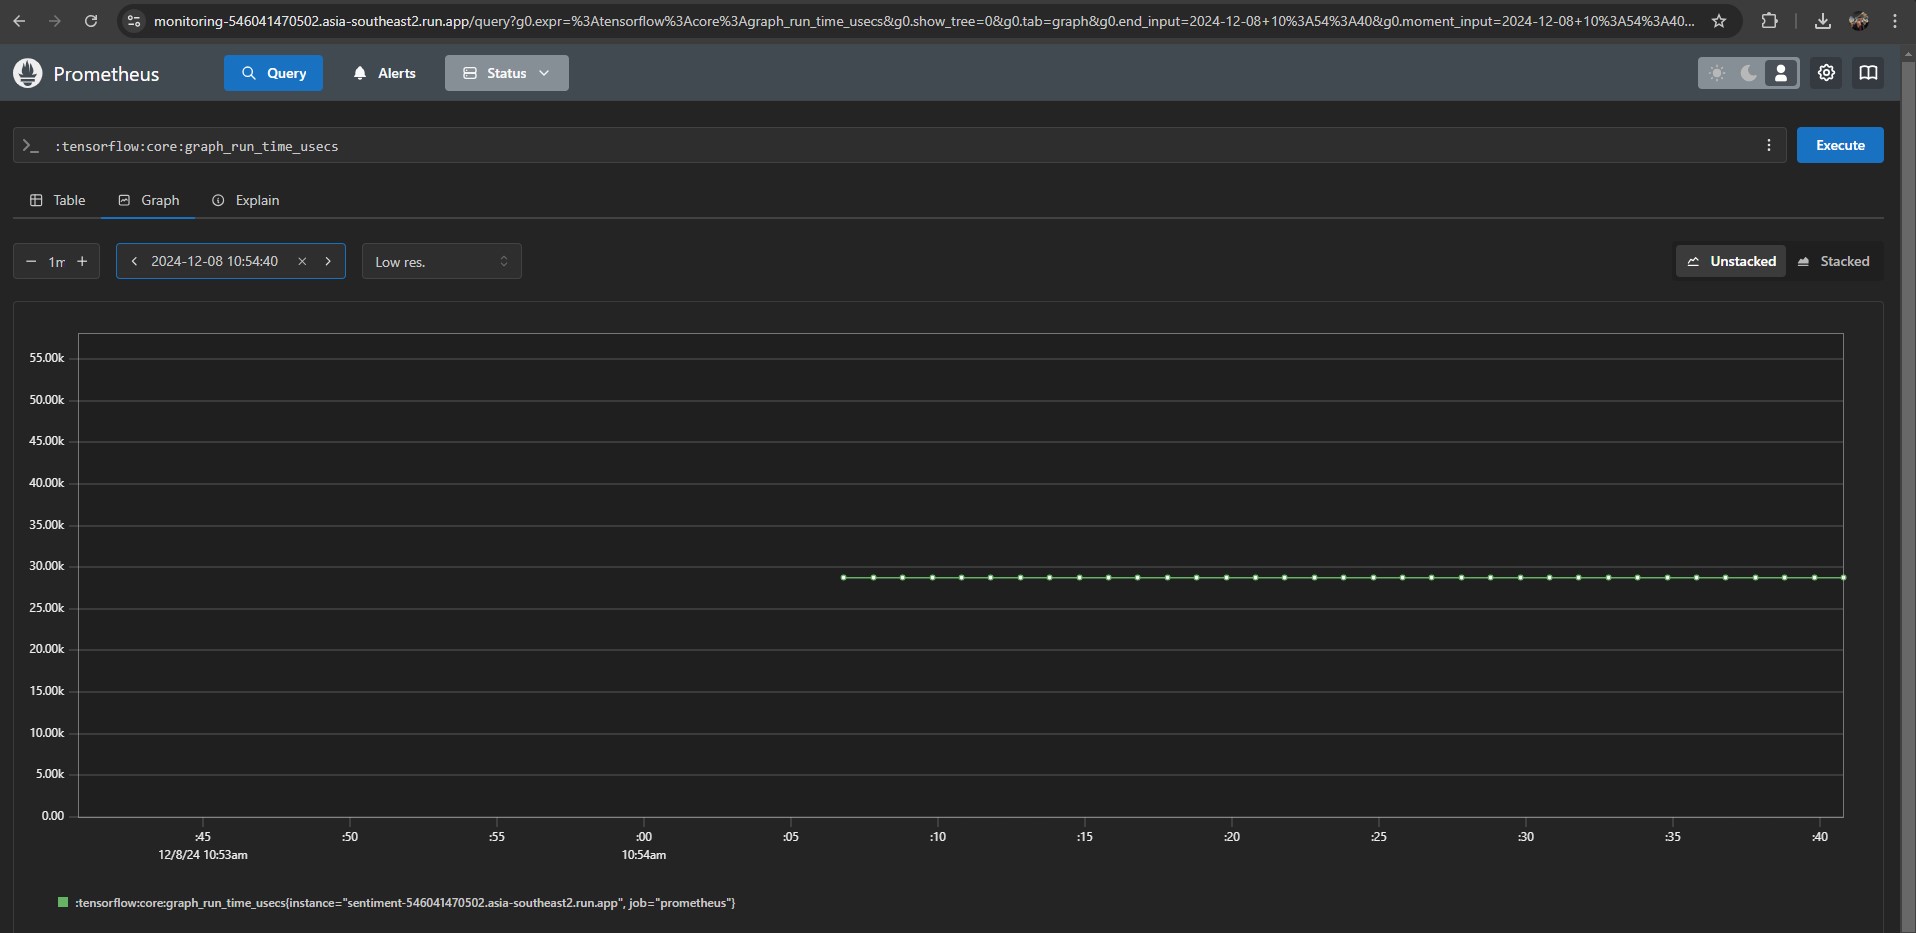 monitoring-546041470502.asia-southeast2.run.app/query?g0.expr=%3Atensorflow%3Acore%3Agraph_run_time_usecs&g0.show_tree=0&g0.tab=graph&g0.end_input=2024-12-08+10%3A54%3A40&g0.moment_input=2024-12-08+10%3A54%3A40...
Prometheus Query Alerts Status
:tensorflow:core:graph_run_time_usecs Execute
Table Graph Explain
1m 2024-12-08 10:54:40 Low res. Unstacked Stacked
55.00k
50.00k
45.00k
40.00k
35.00k
30.00k
25.00k
20.00k
15.00k
10.00k
5.00k
0.00
:45 :50 :55 :00 :05 :10 :15 :20 :25 :30 :35 :40
12/8/24 10:53am 10:54am
:tensorflow:core:graph_run_time_usecs{instance="sentiment-546041470502.asia-southeast2.run.app", job="prometheus"}